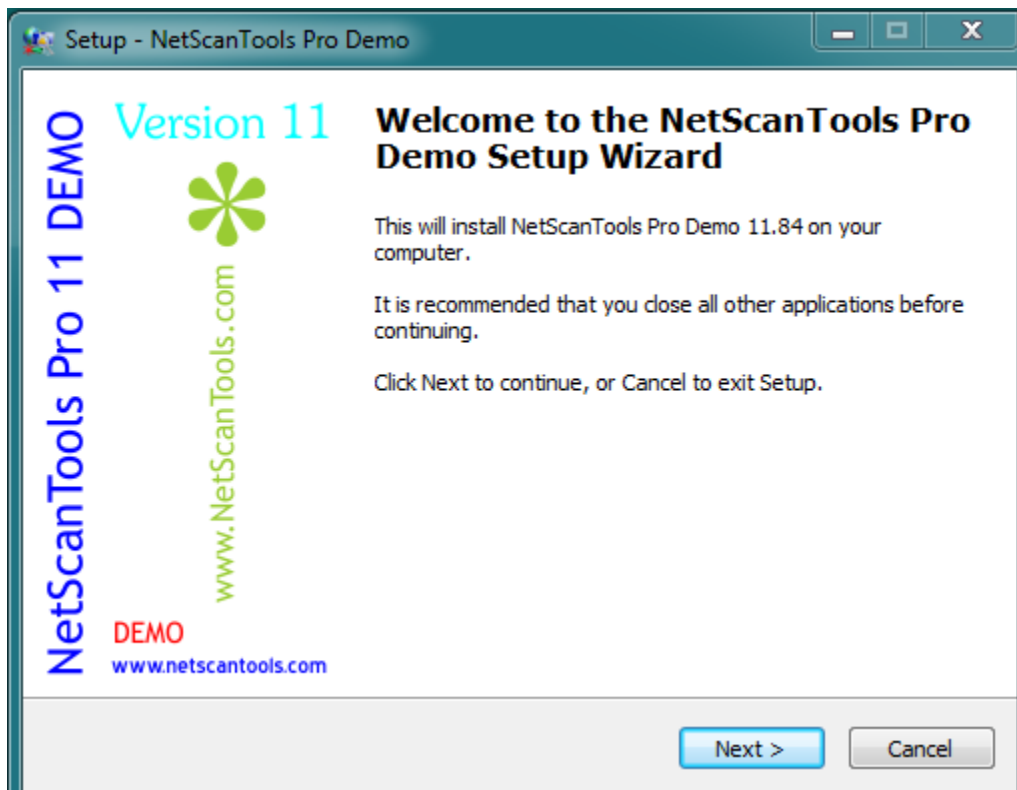 Setup - NetScanTools Pro Demo
NetScanTools Pro 11 DEMO
Version 11
www.NetScanTools.com
DEMO
www.netscantools.com
Welcome to the NetScanTools Pro
Demo Setup Wizard
This will install NetScanTools Pro Demo 11.84 on your
computer.
It is recommended that you close all other applications before
continuing.
Click Next to continue, or Cancel to exit Setup.
Next >
Cancel